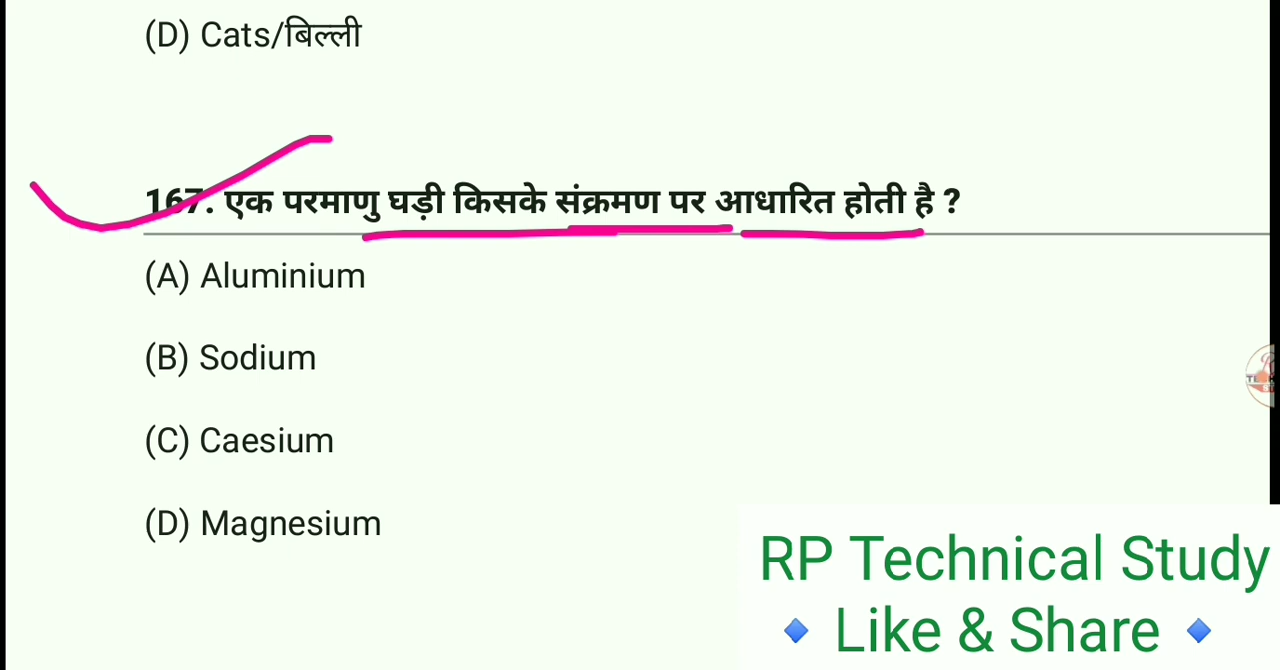 (D) Cats/बिल्ली
167. एक परमाणु घड़ी किसके संक्रमण पर आधारित होती है ?
(A) Aluminium
(B) Sodium
(C) Caesium
(D) Magnesium
RP Technical Study
🔹 Like & Share 🔹